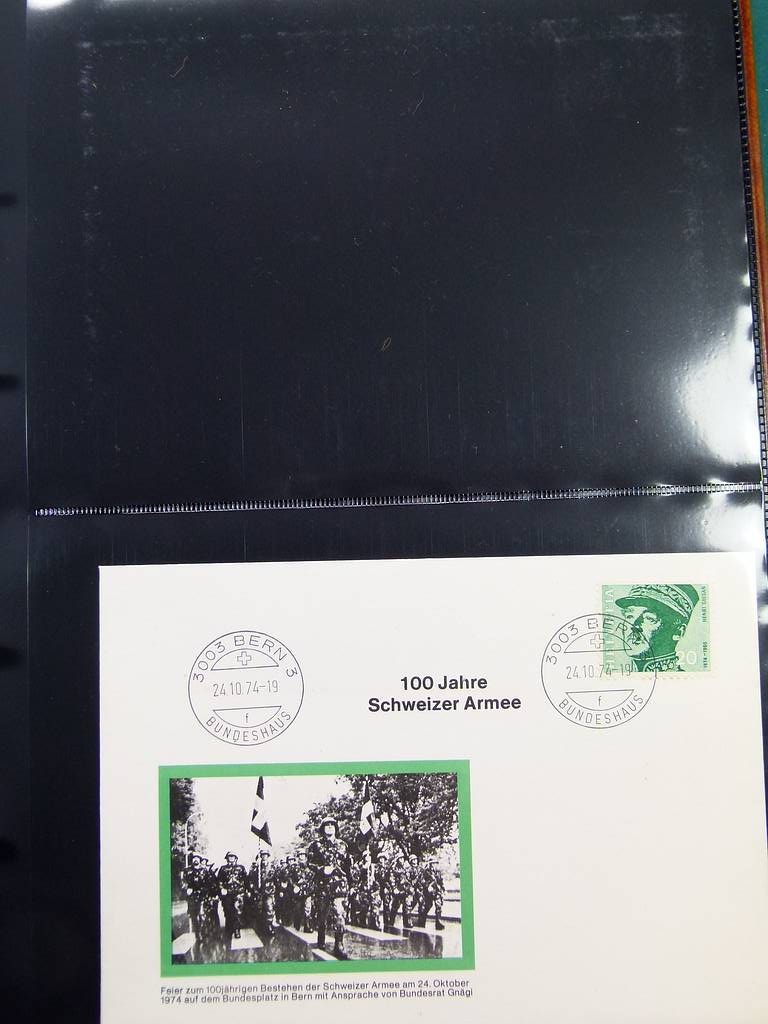 3003 BERN 3
24.10.74-19
f
BUNDESHAUS
100 Jahre
Schweizer Armee
3003 BERN
24.10.74-19
f
BUNDESHAUS
HELVETIA
HENRI GUISAN
1874-1960
20
Feier zum 100jährigen Bestehen der Schweizer Armee am 24. Oktober
1974 auf dem Bundesplatz in Bern mit Ansprache von Bundesrat Gnägi